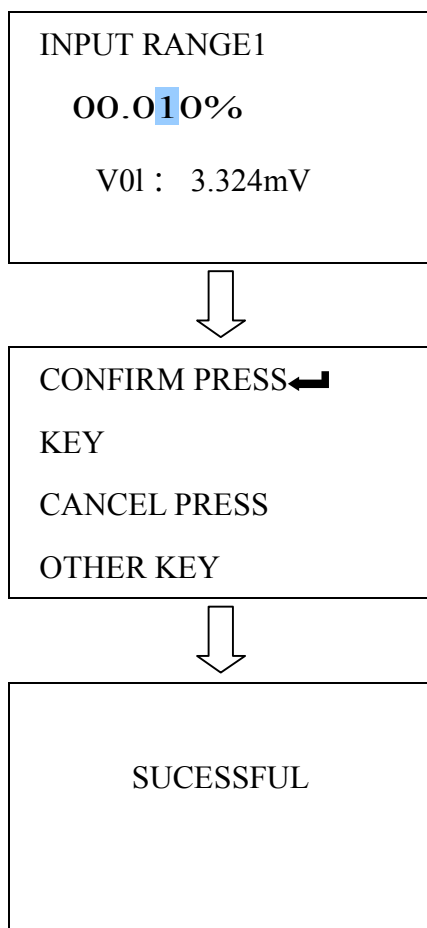 INPUT RANGE1
00.010%
V0l： 3.324mV
CONFIRM PRESS
KEY
CANCEL PRESS
OTHER KEY
SUCESSFUL